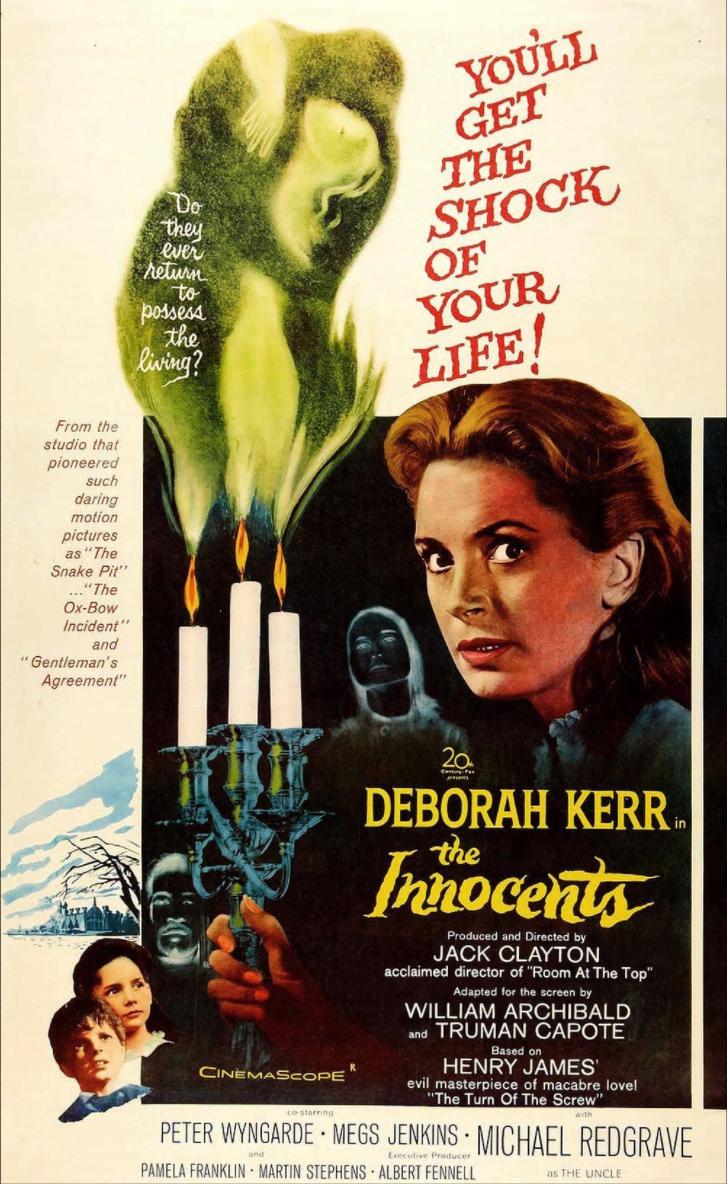 YOU'LL
GET
THE
SHOCK
OF
YOUR
LIFE!
Do
they
ever
return
to
possess
the
living?
From the
studio that
pioneered
such
daring
motion
pictures
as "The
Snake Pit"
..."The
Ox-Bow
Incident"
and
"Gentleman's
Agreement"
20th
Century-Fox
presents
DEBORAH KERR in
the
Innocents
Produced and Directed by
JACK CLAYTON
acclaimed director of "Room At The Top"
Adapted for the screen by
WILLIAM ARCHIBALD
and TRUMAN CAPOTE
Based on
HENRY JAMES'
evil masterpiece of macabre love!
"The Turn Of The Screw"
CINEMASCOPE R
co-starring
with
PETER WYNGARDE · MEGS JENKINS · MICHAEL REDGRAVE
and
Executive Producer
PAMELA FRANKLIN · MARTIN STEPHENS · ALBERT FENNELL
as THE UNCLE